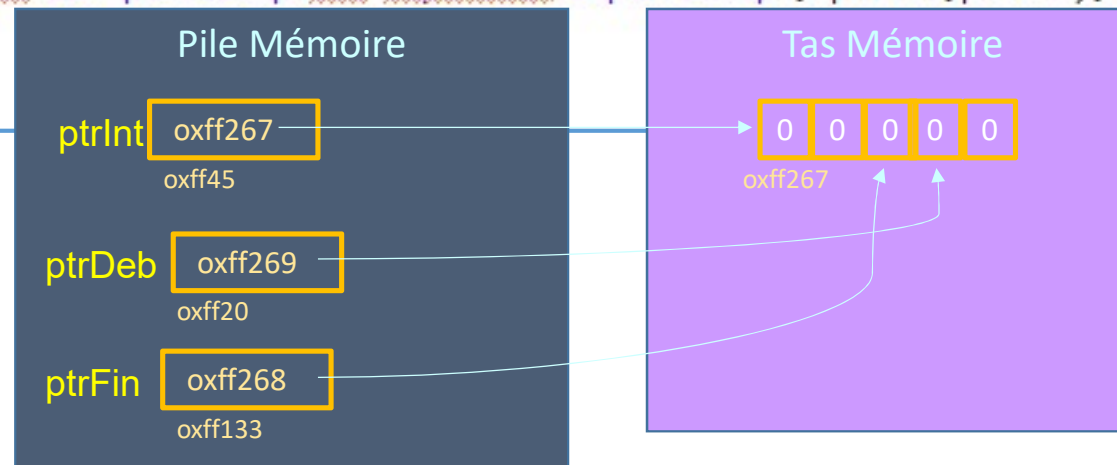 Pile Mémoire
Tas Mémoire
ptrInt oxff267
0 0 0 0 0
oxff45
oxff267
ptrDeb oxff269
oxff20
ptrFin oxff268
oxff133